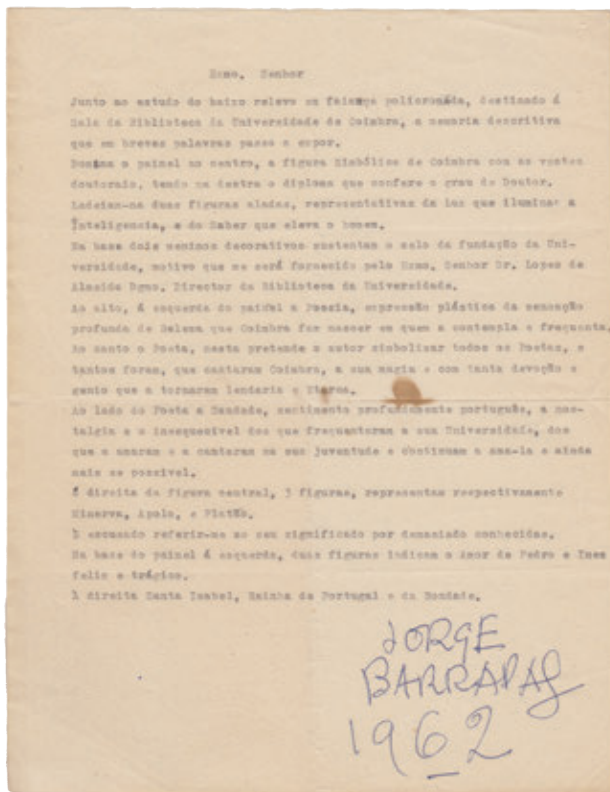 Exmo. Senhor
Junto ao estudo do baixo relevo em faiança policromada, destinado á
Sala da Biblioteca da Universidade de Coimbra, a memoria descritiva
que em breves palavras passo a expor.
Domina o painel ao centro, a figura simbólica de Coimbra com as vestes
doutorais, tendo na destra o diploma que confere o grau de Doutor.
Ladeiam-na duas figuras aladas, representativas da Luz que ilumina a
Inteligencia, e do Saber que eleva o homem.
Na base dois meninos decorativos sustentam o selo da fundação da Uni-
versidade, motivo que me será fornecido pelo Exmo. Senhor Dr. Lopes de
Almeida Dgmo. Director da Biblioteca da Universidade.
Ao alto, á esquerda do painel a Poesia, expressão plástica da sensação
profunda de Beleza que Coimbra faz nascer em quem a contempla e frequenta.
Ao canto o Poeta, nesta pretende o autor simbolizar todos os Poetas, e
tantos foram, que cantaram Coimbra, a sua magia e com tanta devoção e
genio que a tornaram lendaria e Eterna.
Ao lado do Poeta a Saudade, sentimento profundamente português, a nos-
talgia e o inesquecivel dos que frequentaram a sua Universidade, dos
que a amaram e a cantaram na sua juventude e continuam a ama-la e ainda
mais se possivel.
Á direita da figura central, 3 figuras, representam respectivamente
Minerva, Apolo, e Platão.
É escusado referir-me ao seu significado por demasiado conhecidas.
Na base do painel á esquerda, duas figuras indicam o Amor de Pedro e Ines
feliz e trágico.
À direita Santa Isabel, Rainha de Portugal e da Bondade.
JORGE
BARRADAS
1962